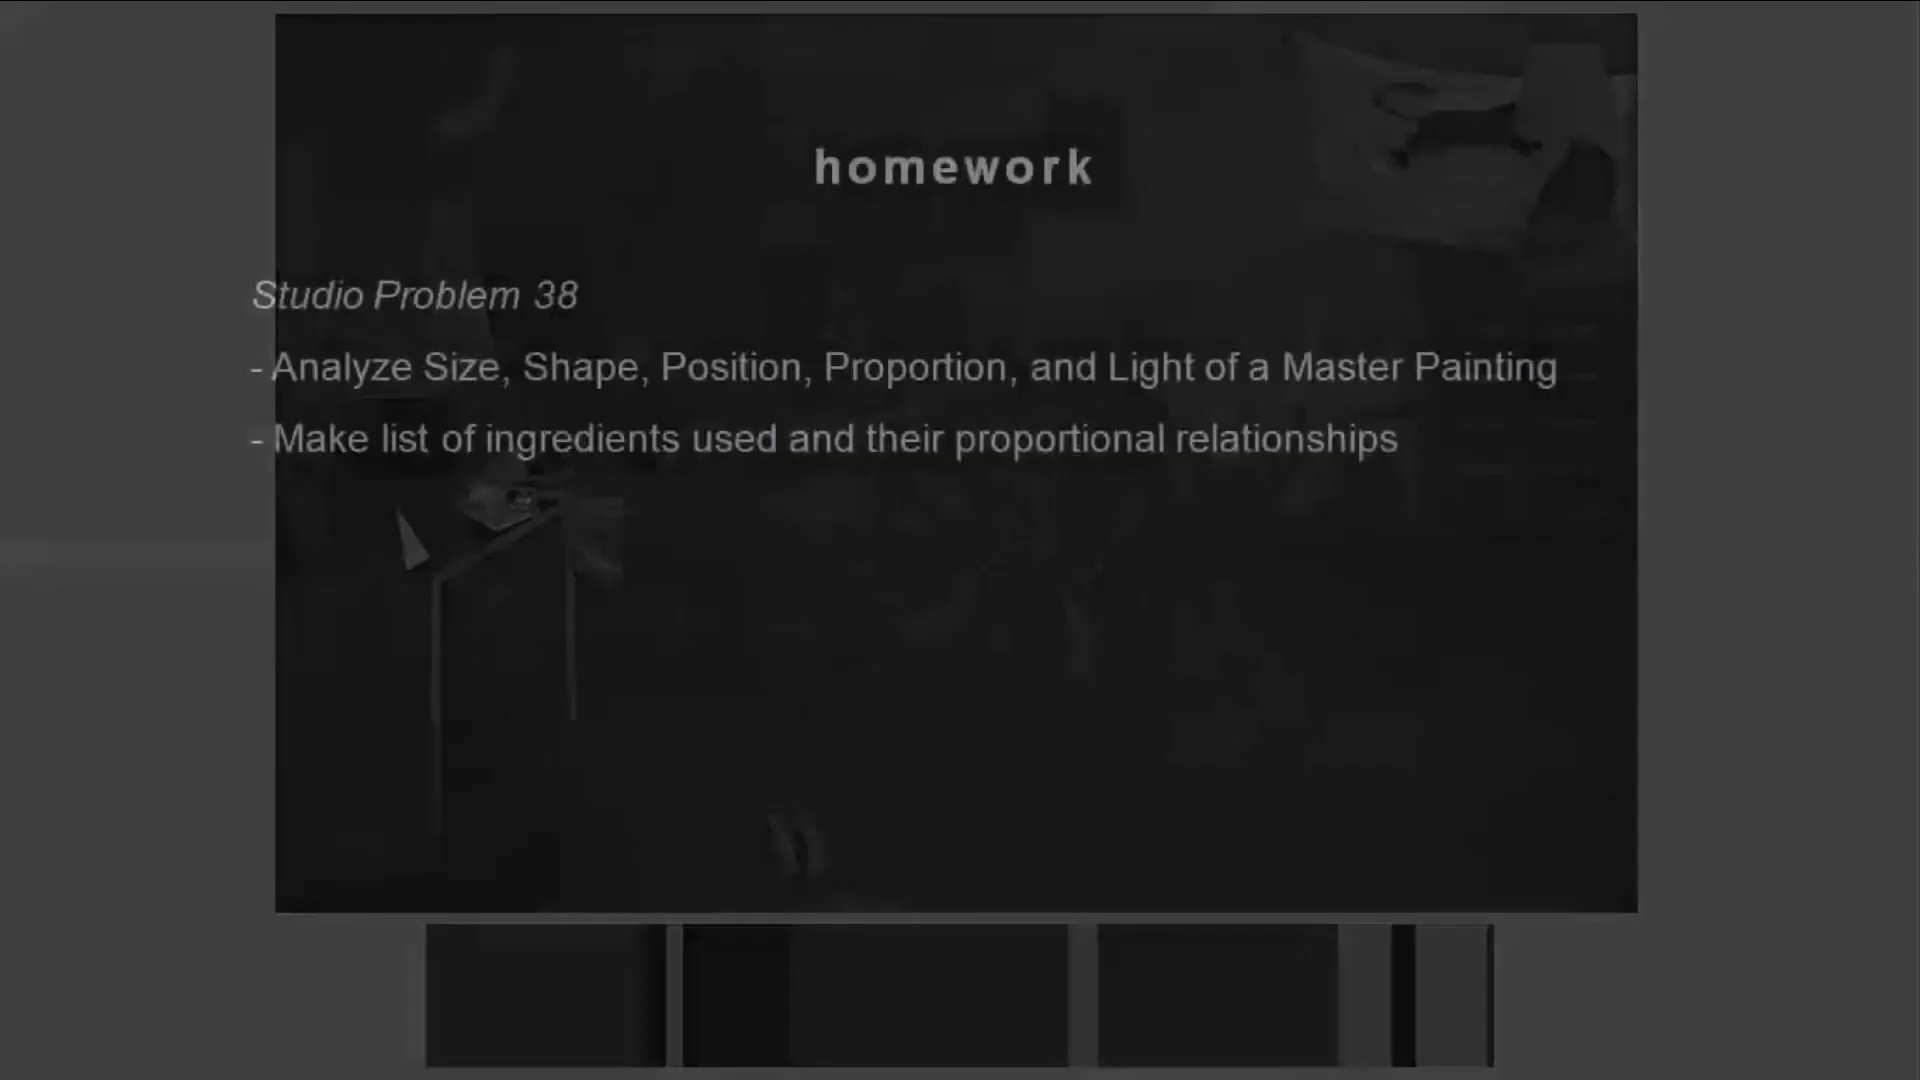 homework
Studio Problem 38
- Analyze Size, Shape, Position, Proportion, and Light of a Master Painting
- Make list of ingredients used and their proportional relationships